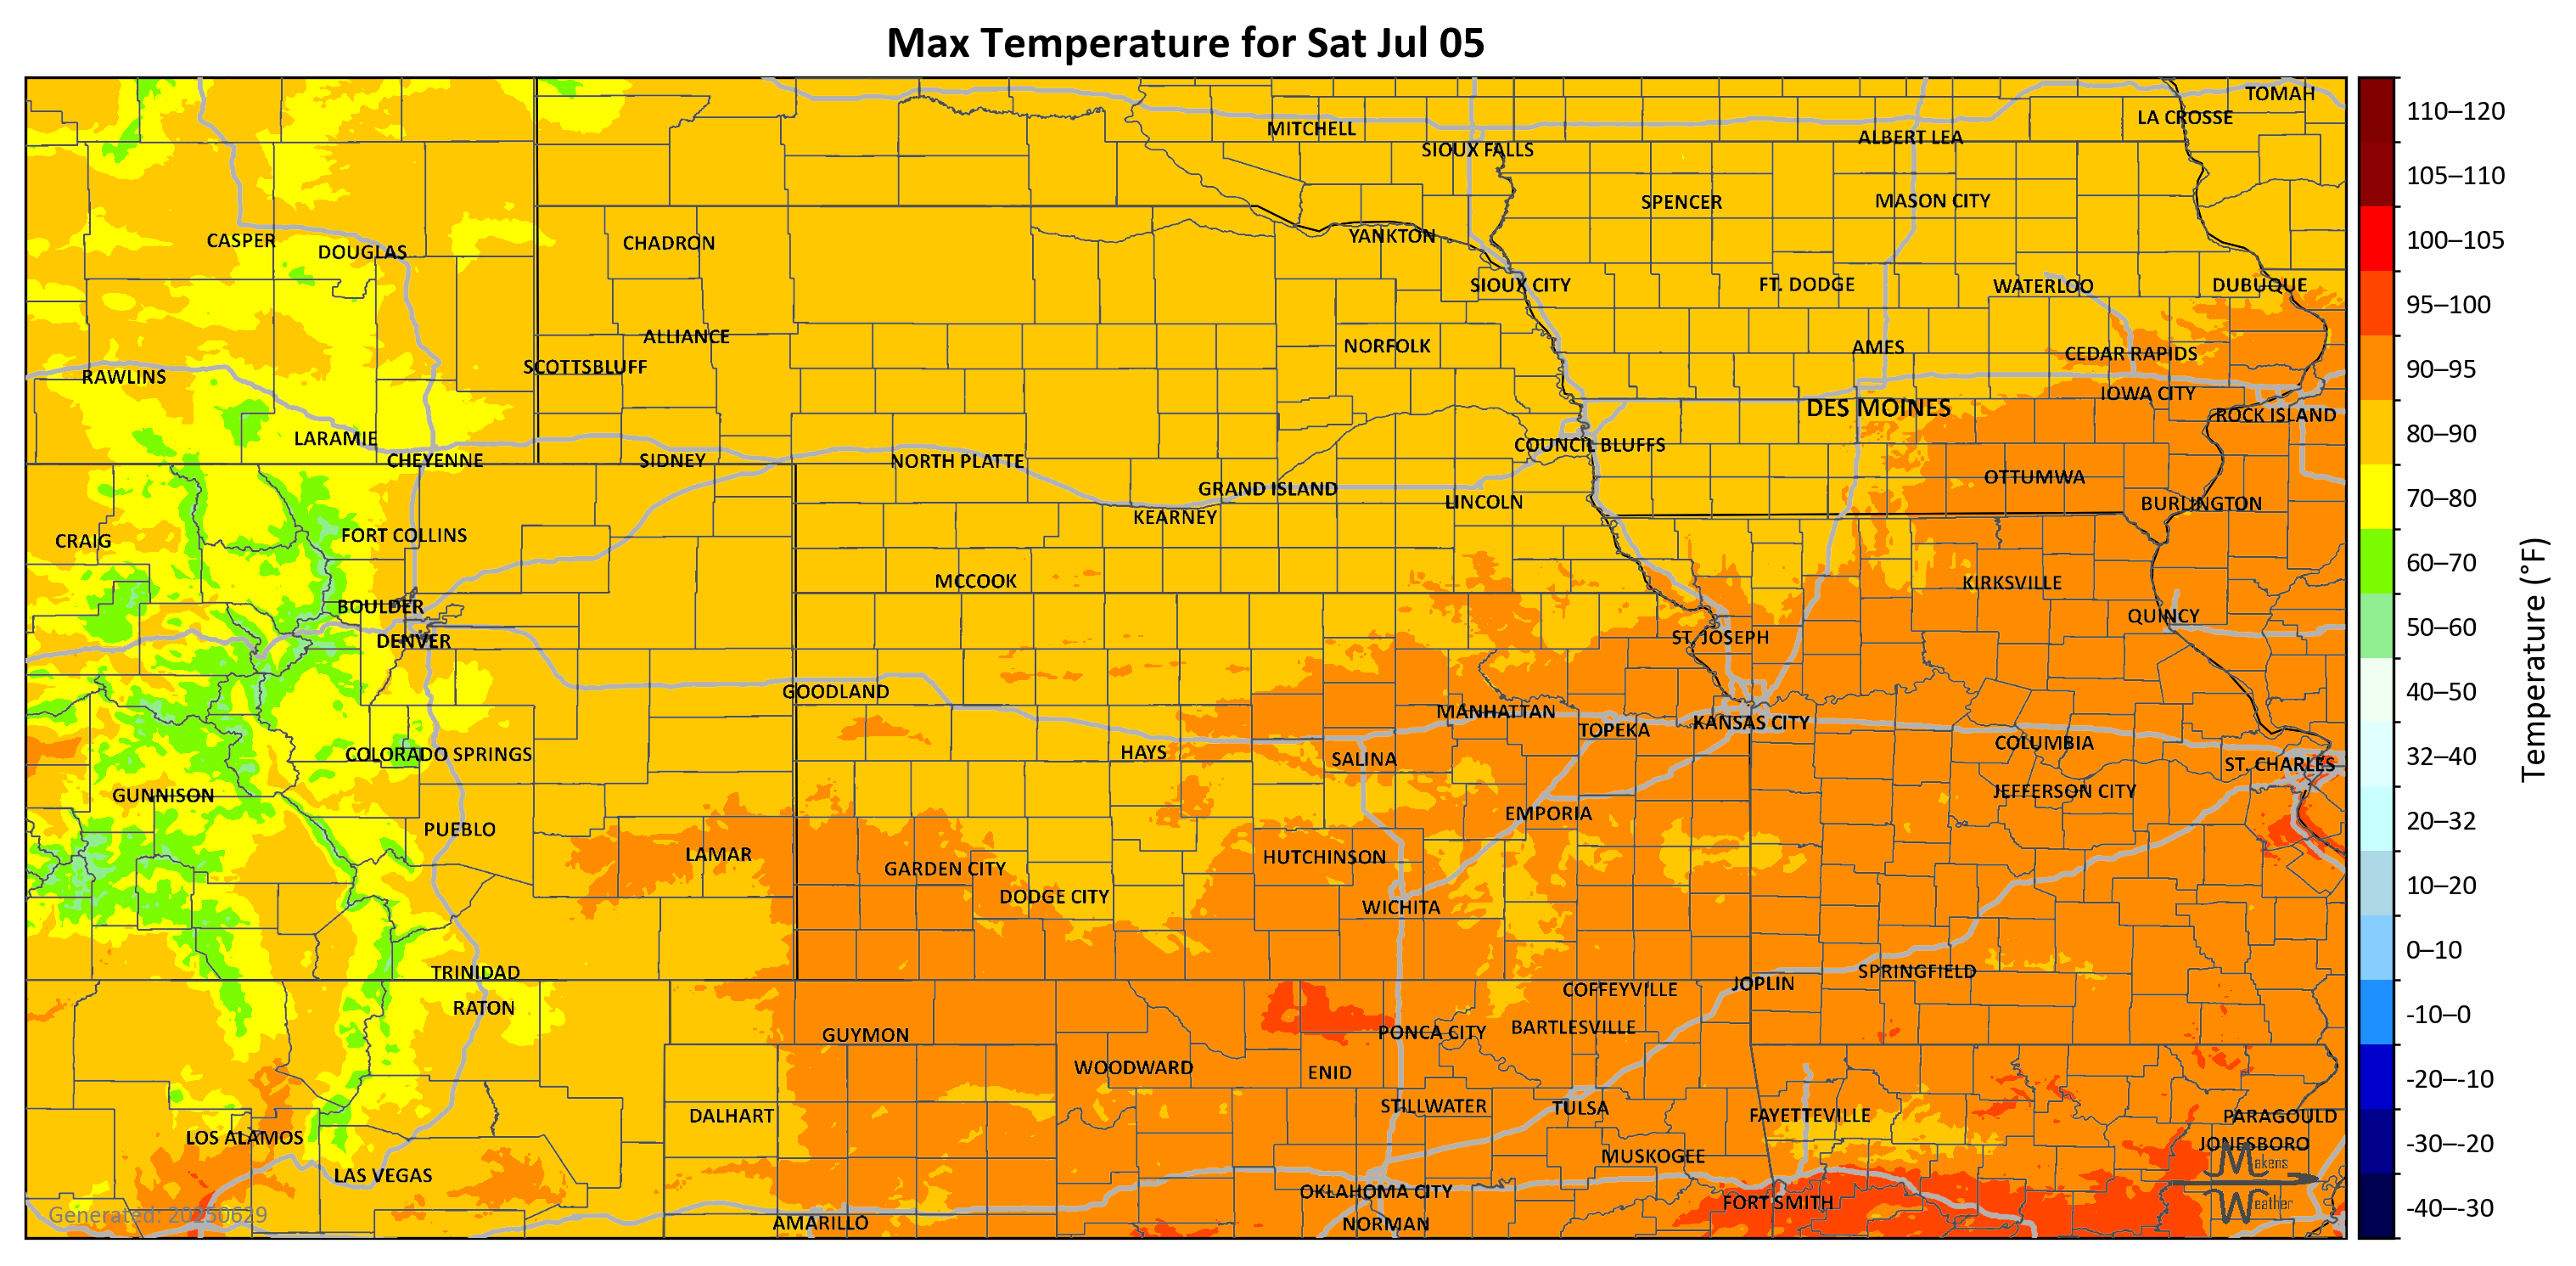 Max Temperature for Sat Jul 05
TOMAH
LA CROSSE
MITCHELL
ALBERT LEA
SIOUX FALLS
SPENCER
MASON CITY
YANKTON
CASPER
CHADRON
DOUGLAS
SIOUX CITY
FT. DODGE
WATERLOO
DUBUQUE
ALLIANCE
NORFOLK
AMES
CEDAR RAPIDS
SCOTTSBLUFF
RAWLINS
IOWA CITY
DES MOINES
ROCK ISLAND
LARAMIE
COUNCIL BLUFFS
CHEYENNE
SIDNEY
NORTH PLATTE
OTTUMWA
GRAND ISLAND
LINCOLN
BURLINGTON
KEARNEY
FORT COLLINS
CRAIG
MCCOOK
KIRKSVILLE
BOULDER
QUINCY
DENVER
ST. JOSEPH
GOODLAND
MANHATTAN
TOPEKA
KANSAS CITY
COLUMBIA
COLORADO SPRINGS
HAYS
SALINA
ST. CHARLES
GUNNISON
JEFFERSON CITY
EMPORIA
PUEBLO
LAMAR
HUTCHINSON
GARDEN CITY
DODGE CITY
WICHITA
TRINIDAD
SPRINGFIELD
JOPLIN
COFFEYVILLE
RATON
GUYMON
PONCA CITY
BARTLESVILLE
WOODWARD
ENID
STILLWATER
TULSA
DALHART
FAYETTEVILLE
PARAGOULD
LOS ALAMOS
JONESBORO
MUSKOGEE
LAS VEGAS
OKLAHOMA CITY
FORT SMITH
AMARILLO
NORMAN
Generated: 20250629
Makens
Weather
110–120
105–110
100–105
95–100
90–95
80–90
70–80
60–70
50–60
40–50
32–40
20–32
10–20
0–10
-10–0
-20–-10
-30–-20
-40–-30
Temperature (°F)